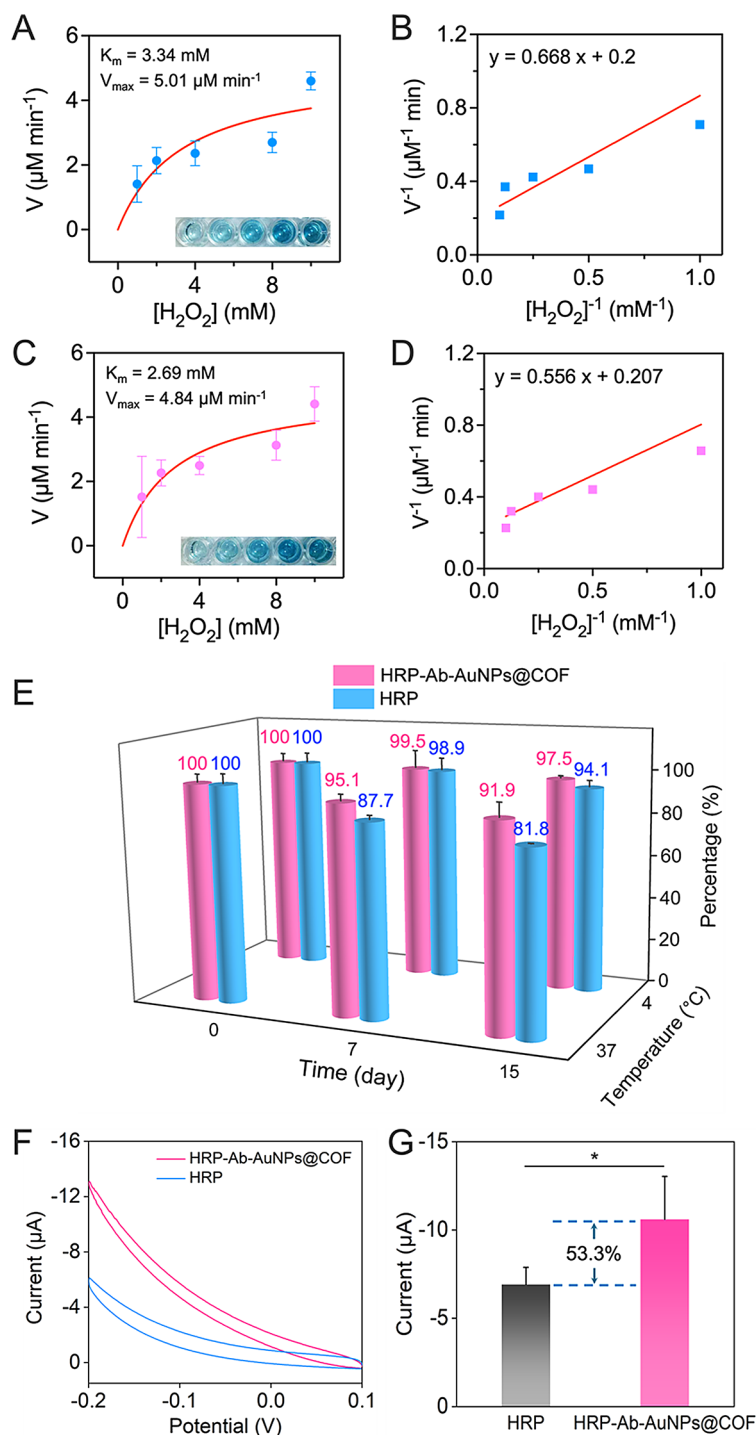 A
K_m = 3.34 mM
V_max = 5.01 µM min⁻¹
V (µM min⁻¹)
6
4
2
0
0
4
8
[H₂O₂] (mM)
B
y = 0.668 x + 0.2
V⁻¹ (µM⁻¹ min)
1.2
0.8
0.4
0.0
0.0
0.5
1.0
[H₂O₂]⁻¹ (mM⁻¹)
C
K_m = 2.69 mM
V_max = 4.84 µM min⁻¹
V (µM min⁻¹)
6
4
2
0
0
4
8
[H₂O₂] (mM)
D
y = 0.556 x + 0.207
V⁻¹ (µM⁻¹ min)
1.2
0.8
0.4
0.0
0.0
0.5
1.0
[H₂O₂]⁻¹ (mM⁻¹)
E
HRP-Ab-AuNPs@COF
HRP
100
100
100
100
95.1
87.7
99.5
98.9
91.9
81.8
97.5
94.1
100
80
60
40
20
0
Percentage (%)
4
37
Temperature (°C)
0
7
15
Time (day)
F
HRP-Ab-AuNPs@COF
HRP
Current (µA)
-16
-12
-8
-4
0
-0.2
-0.1
0.0
0.1
Potential (V)
G
*
53.3%
Current (µA)
-15
-10
-5
0
HRP
HRP-Ab-AuNPs@COF